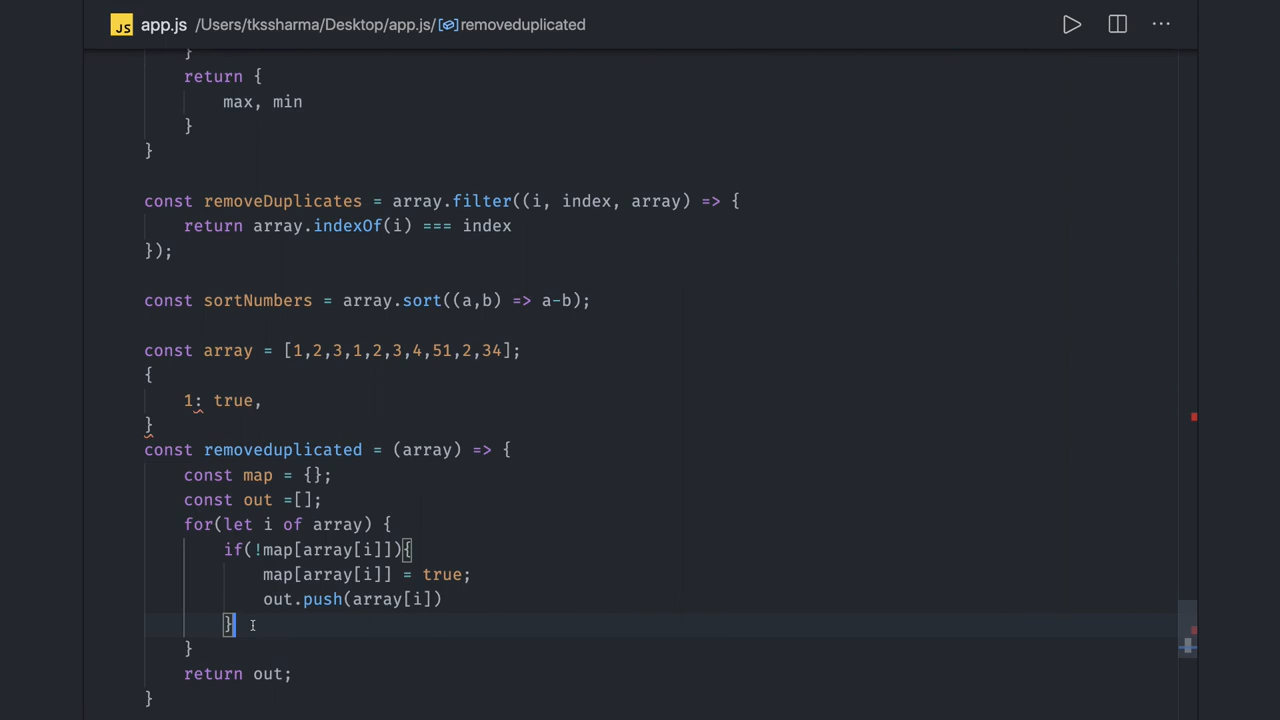 JS app.js /Users/tkssharma/Desktop/app.js/removeduplicated
}
return {
max, min
}
}
const removeDuplicates = array.filter((i, index, array) => {
return array.indexOf(i) === index
});
const sortNumbers = array.sort((a,b) => a-b);
const array = [1,2,3,1,2,3,4,51,2,34];
{
1: true,
}
const removeduplicated = (array) => {
const map = {};
const out =[];
for(let i of array) {
if(!map[array[i]]){
map[array[i]] = true;
out.push(array[i])
}
}
return out;
}